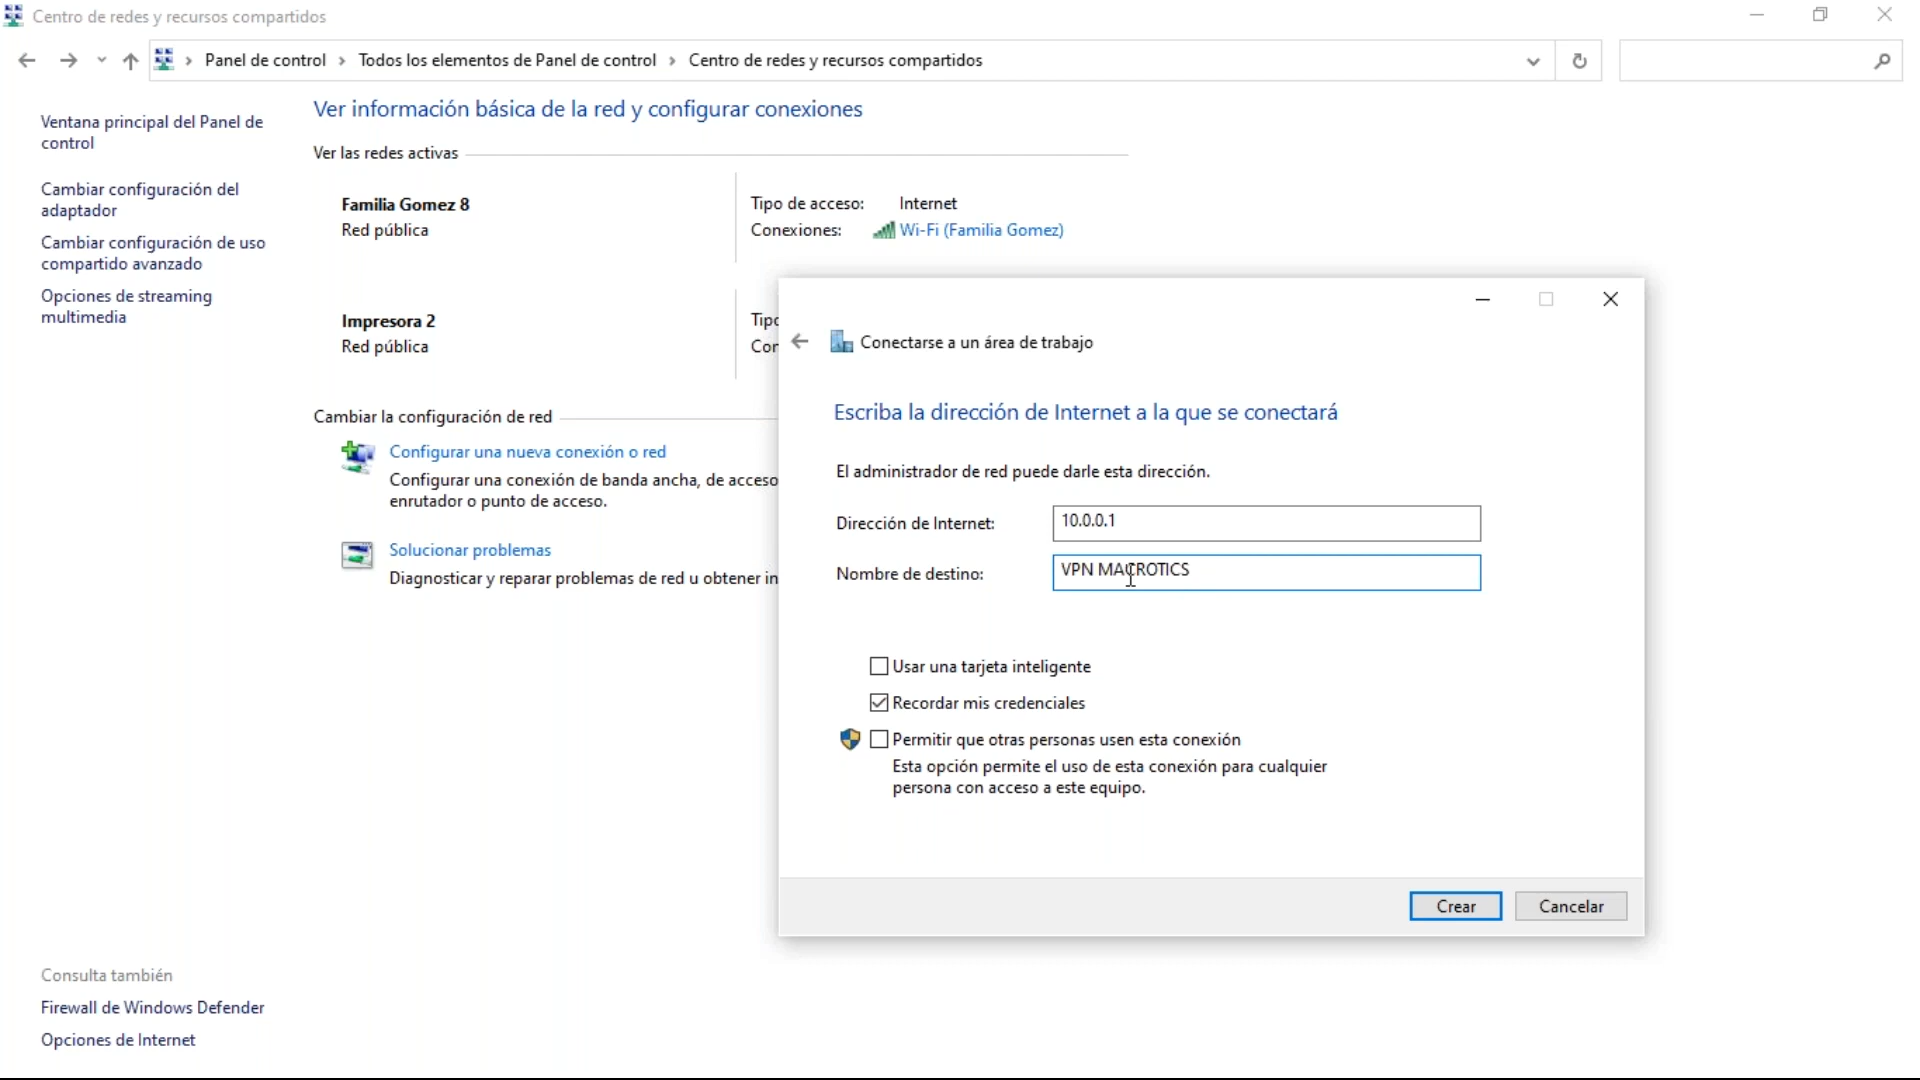 Centro de redes y recursos compartidos
Panel de control > Todos los elementos de Panel de control > Centro de redes y recursos compartidos
Ventana principal del Panel de
control
Cambiar configuración del
adaptador
Cambiar configuración de uso
compartido avanzado
Opciones de streaming
multimedia
Ver información básica de la red y configurar conexiones
Ver las redes activas
Familia Gomez 8
Red pública
Tipo de acceso: Internet
Conexiones: Wi-Fi (Familia Gomez)
Impresora 2
Red pública
Cambiar la configuración de red
Configurar una nueva conexión o red
Configurar una conexión de banda ancha, de acceso
enrutador o punto de acceso.
Solucionar problemas
Diagnosticar y reparar problemas de red u obtener in
Conectarse a un área de trabajo
Escriba la dirección de Internet a la que se conectará
El administrador de red puede darle esta dirección.
Dirección de Internet: 10.0.0.1
Nombre de destino: VPN MACROTICS
Usar una tarjeta inteligente
Recordar mis credenciales
Permitir que otras personas usen esta conexión
Esta opción permite el uso de esta conexión para cualquier
persona con acceso a este equipo.
Crear Cancelar
Consulta también
Firewall de Windows Defender
Opciones de Internet